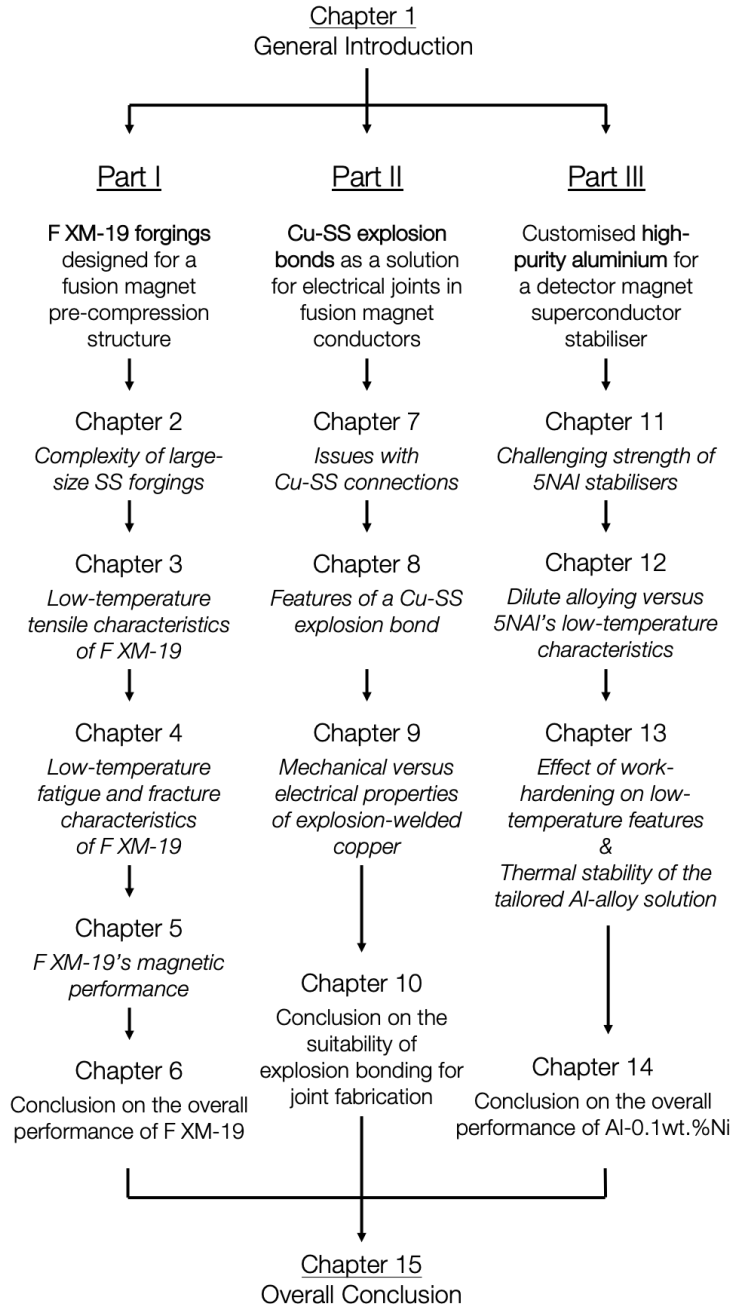 Chapter 1
General Introduction
Part I
F XM-19 forgings
designed for a
fusion magnet
pre-compression
structure
Chapter 2
Complexity of large-
size SS forgings
Chapter 3
Low-temperature
tensile characteristics
of F XM-19
Chapter 4
Low-temperature
fatigue and fracture
characteristics
of F XM-19
Chapter 5
F XM-19's magnetic
performance
Chapter 6
Conclusion on the overall
performance of F XM-19
Part II
Cu-SS explosion
bonds as a solution
for electrical joints in
fusion magnet
conductors
Chapter 7
Issues with
Cu-SS connections
Chapter 8
Features of a Cu-SS
explosion bond
Chapter 9
Mechanical versus
electrical properties
of explosion-welded
copper
Chapter 10
Conclusion on the
suitability of
explosion bonding for
joint fabrication
Part III
Customised high-
purity aluminium for
a detector magnet
superconductor
stabiliser
Chapter 11
Challenging strength of
5NAl stabilisers
Chapter 12
Dilute alloying versus
5NAl's low-temperature
characteristics
Chapter 13
Effect of work-
hardening on low-
temperature features
&
Thermal stability of the
tailored Al-alloy solution
Chapter 14
Conclusion on the overall
performance of Al-0.1wt.%Ni
Chapter 15
Overall Conclusion